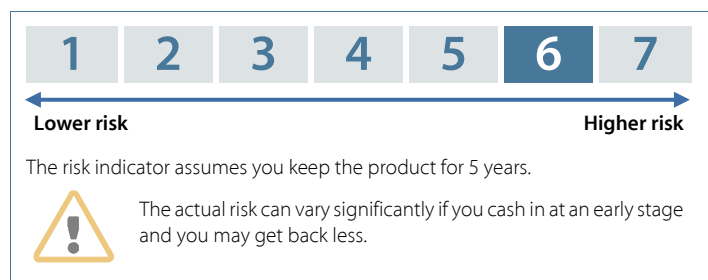 1 2 3 4 5 6 7
Lower risk Higher risk
The risk indicator assumes you keep the product for 5 years.
The actual risk can vary significantly if you cash in at an early stage
and you may get back less.